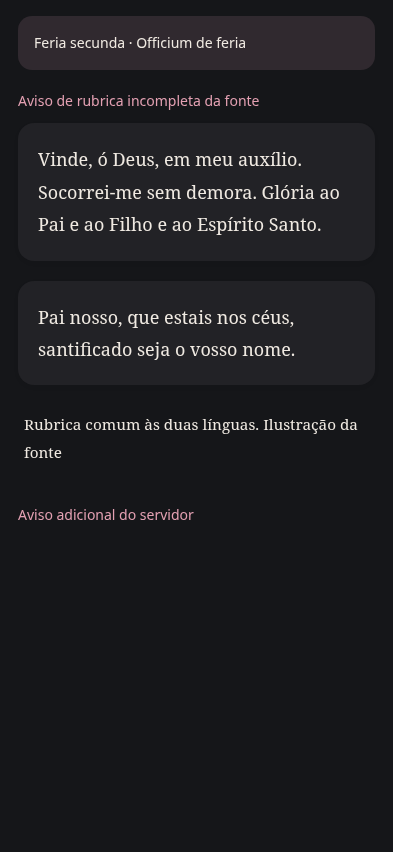 Feria secunda · Officium de feria
Aviso de rubrica incompleta da fonte
Vinde, ó Deus, em meu auxílio.
Socorrei-me sem demora. Glória ao
Pai e ao Filho e ao Espírito Santo.
Pai nosso, que estais nos céus,
santificado seja o vosso nome.
Rubrica comum às duas línguas. Ilustração da
fonte
Aviso adicional do servidor